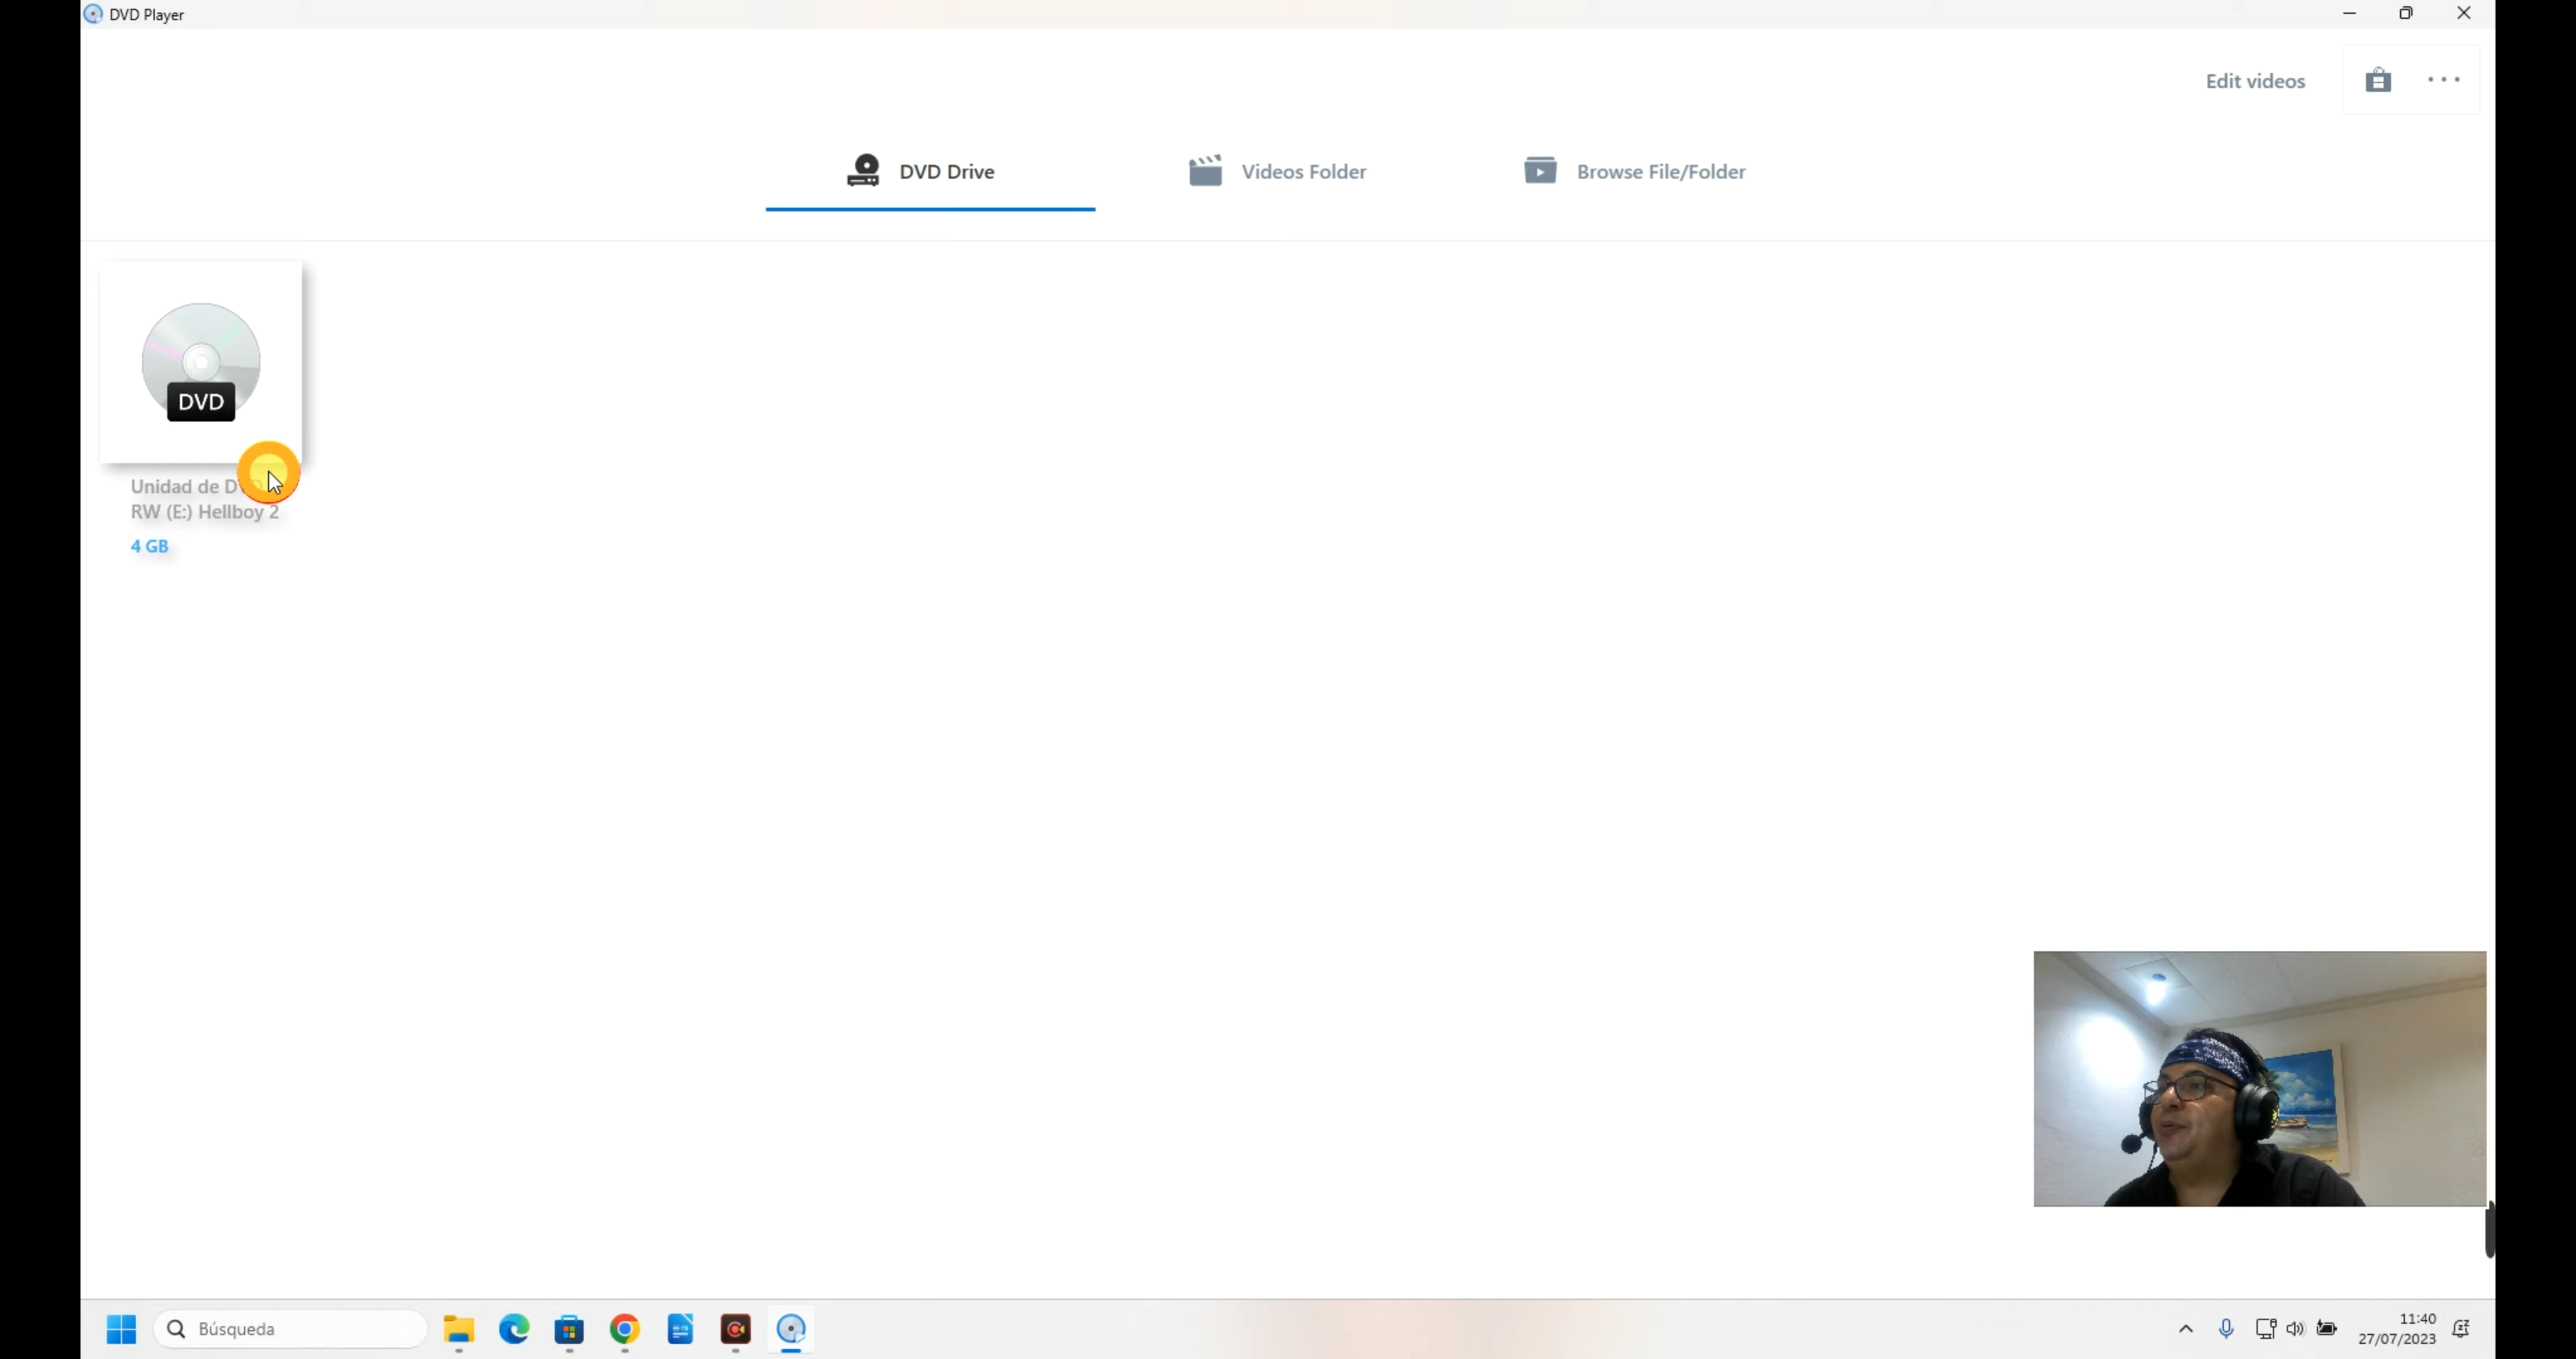 DVD Player
Edit videos
DVD Drive
Videos Folder
Browse File/Folder
DVD
Unidad de
RW (E:) Hellboy 2
4 GB
Búsqueda
11:40
27/07/2023